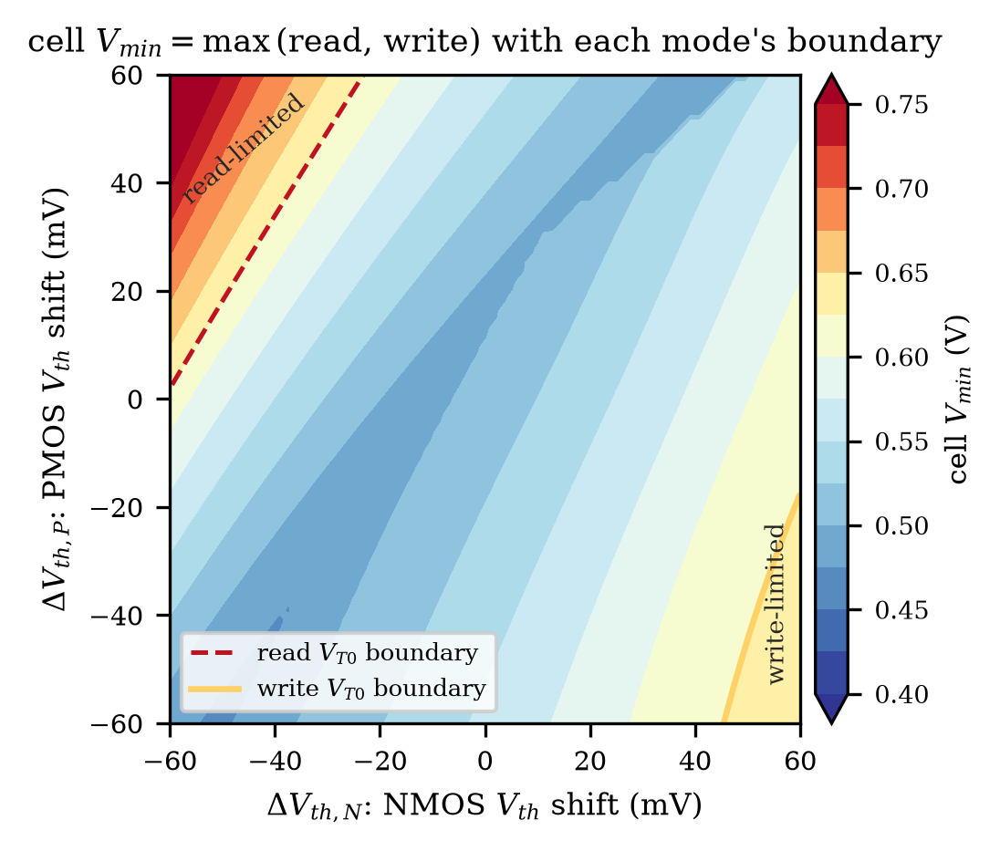 cell V_min = max (read, write) with each mode's boundary
60
40
20
0
−20
−40
−60
ΔV_th,P: PMOS V_th shift (mV)
read-limited
write-limited
read V_T0 boundary
write V_T0 boundary
−60
−40
−20
0
20
40
60
ΔV_th,N: NMOS V_th shift (mV)
0.75
0.70
0.65
0.60
0.55
0.50
0.45
0.40
cell V_min (V)